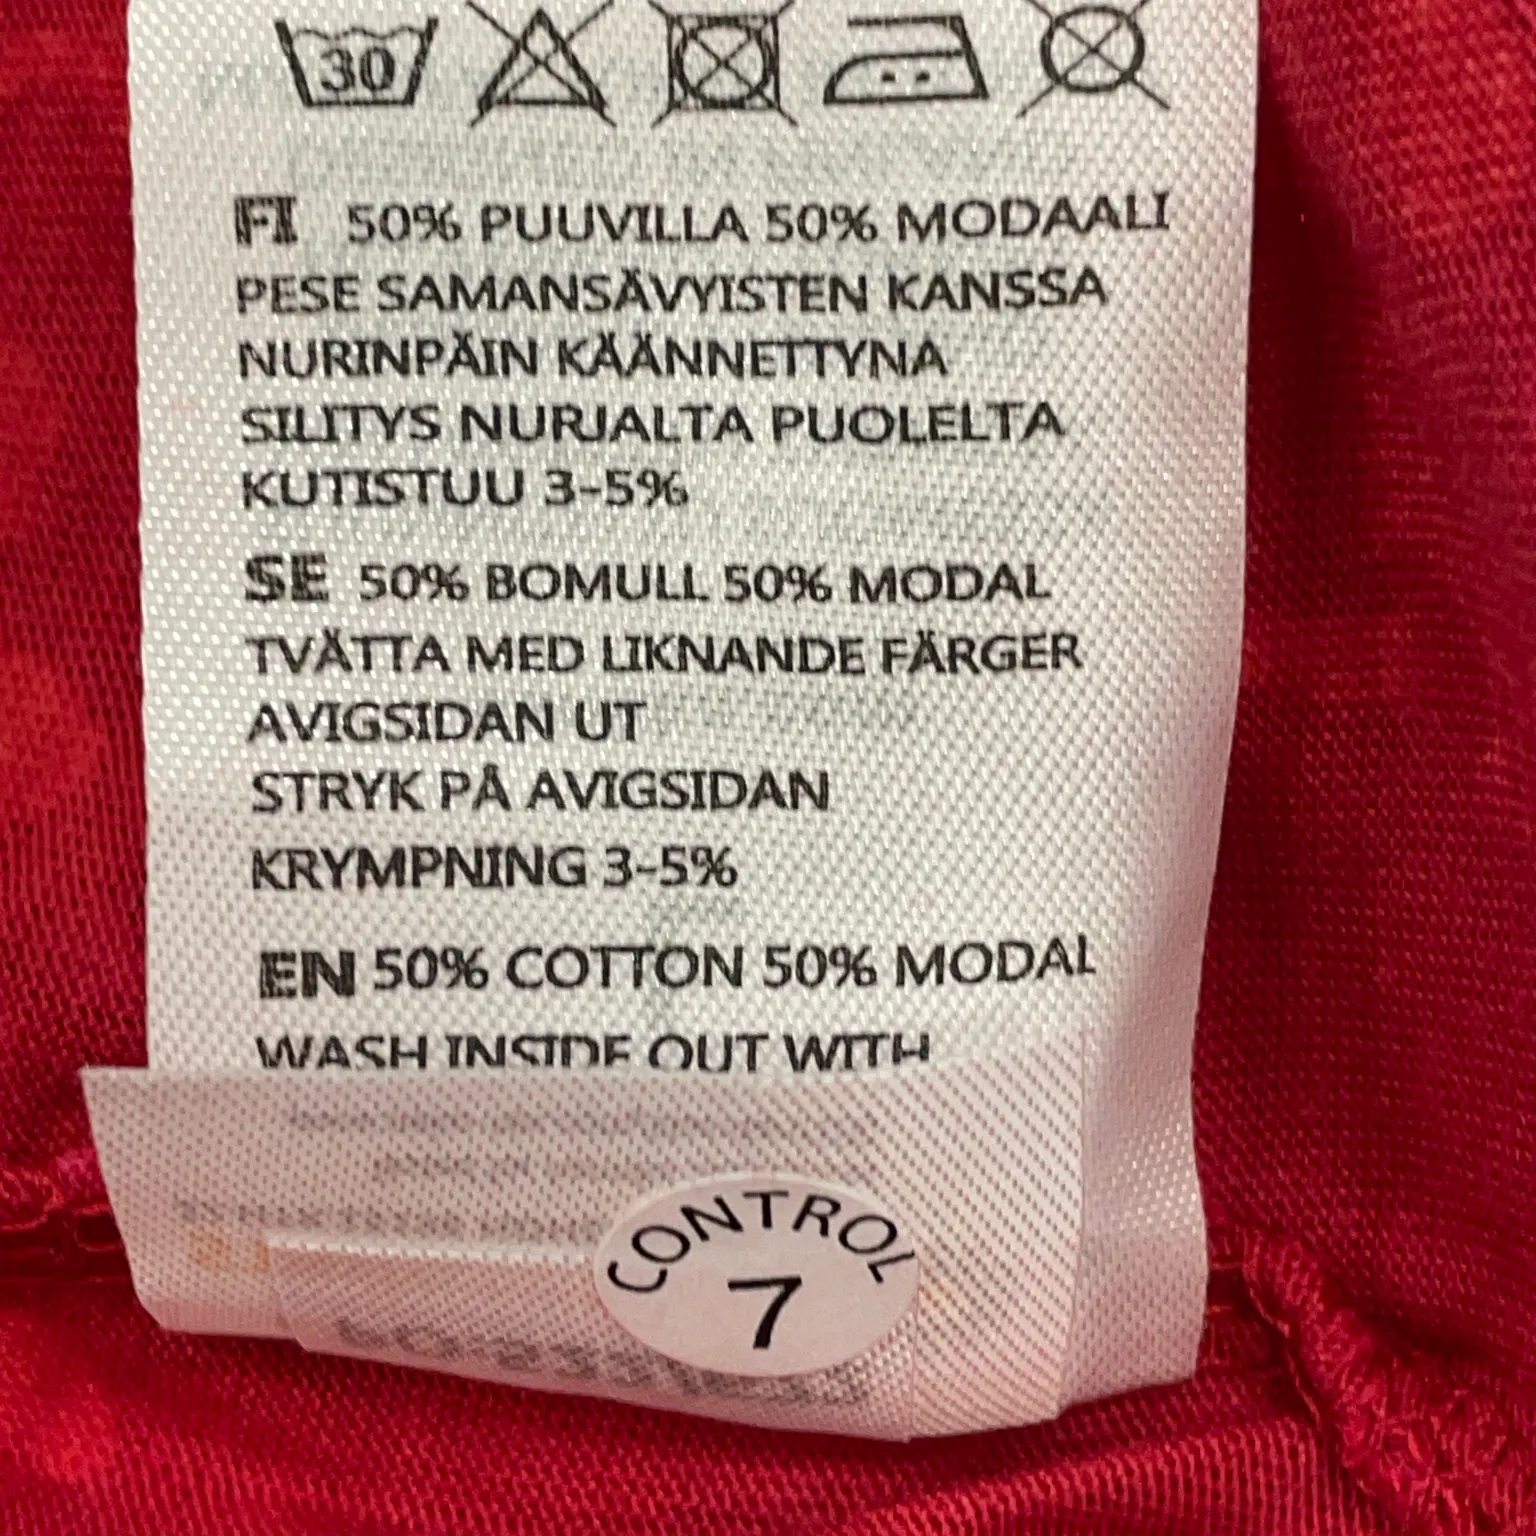 30
FI 50% PUUVILLA 50% MODAALI
PESE SAMANSÄVYISTEN KANSSA
NURINPÄIN KÄÄNNETTYNA
SILITYS NURJALTA PUOLELTA
KUTISTUU 3-5%
SE 50% BOMULL 50% MODAL
TVÄTTA MED LIKNANDE FÄRGER
AVIGSIDAN UT
STRYK PÅ AVIGSIDAN
KRYMPNING 3-5%
EN 50% COTTON 50% MODAL
WASH INSIDE OUT WITH
CONTROL
7